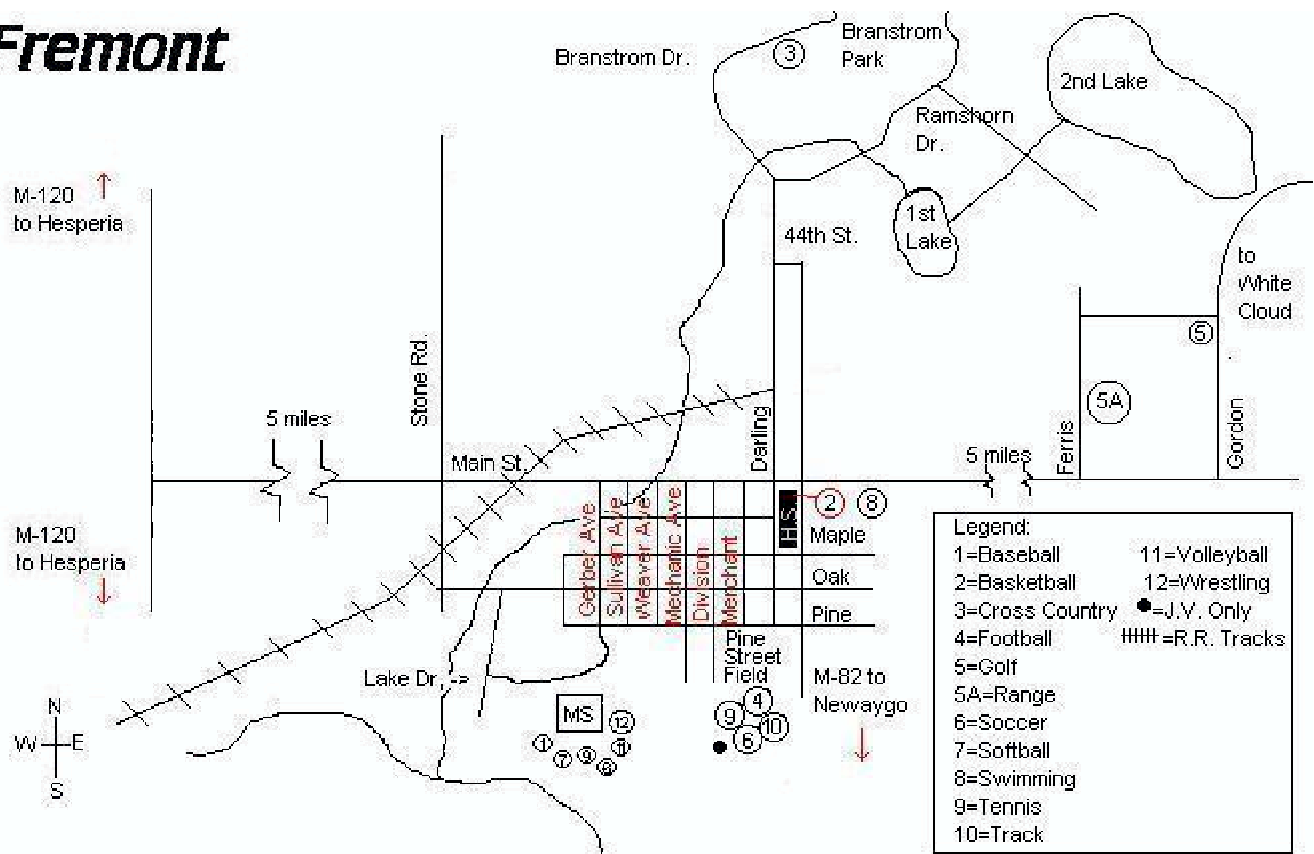 Fremont
Branstrom Dr.
3
Branstrom
Park
2nd Lake
Ramshorn
Dr.
M-120
to Hesperia
1st
Lake
44th St.
to
White
Cloud
5
Stone Rd.
5A
5 miles
Darling
Ferris
Gordon
Main St.
5 miles
Gerber Ave
Sullivan Ave
Weaver Ave
Mechanic Ave
Division
Merchant
H.S.
2
8
Maple
Oak
Pine
M-120
to Hesperia
Pine
Street
Field
Lake Dr.
M-82 to
Newaygo
MS
12
1
7
9
11
9
4
10
6
N
W E
S
Legend:
1=Baseball
2=Basketball
3=Cross Country
4=Football
5=Golf
5A=Range
6=Soccer
7=Softball
8=Swimming
9=Tennis
10=Track
11=Volleyball
12=Wrestling
=J.V. Only
=R.R. Tracks